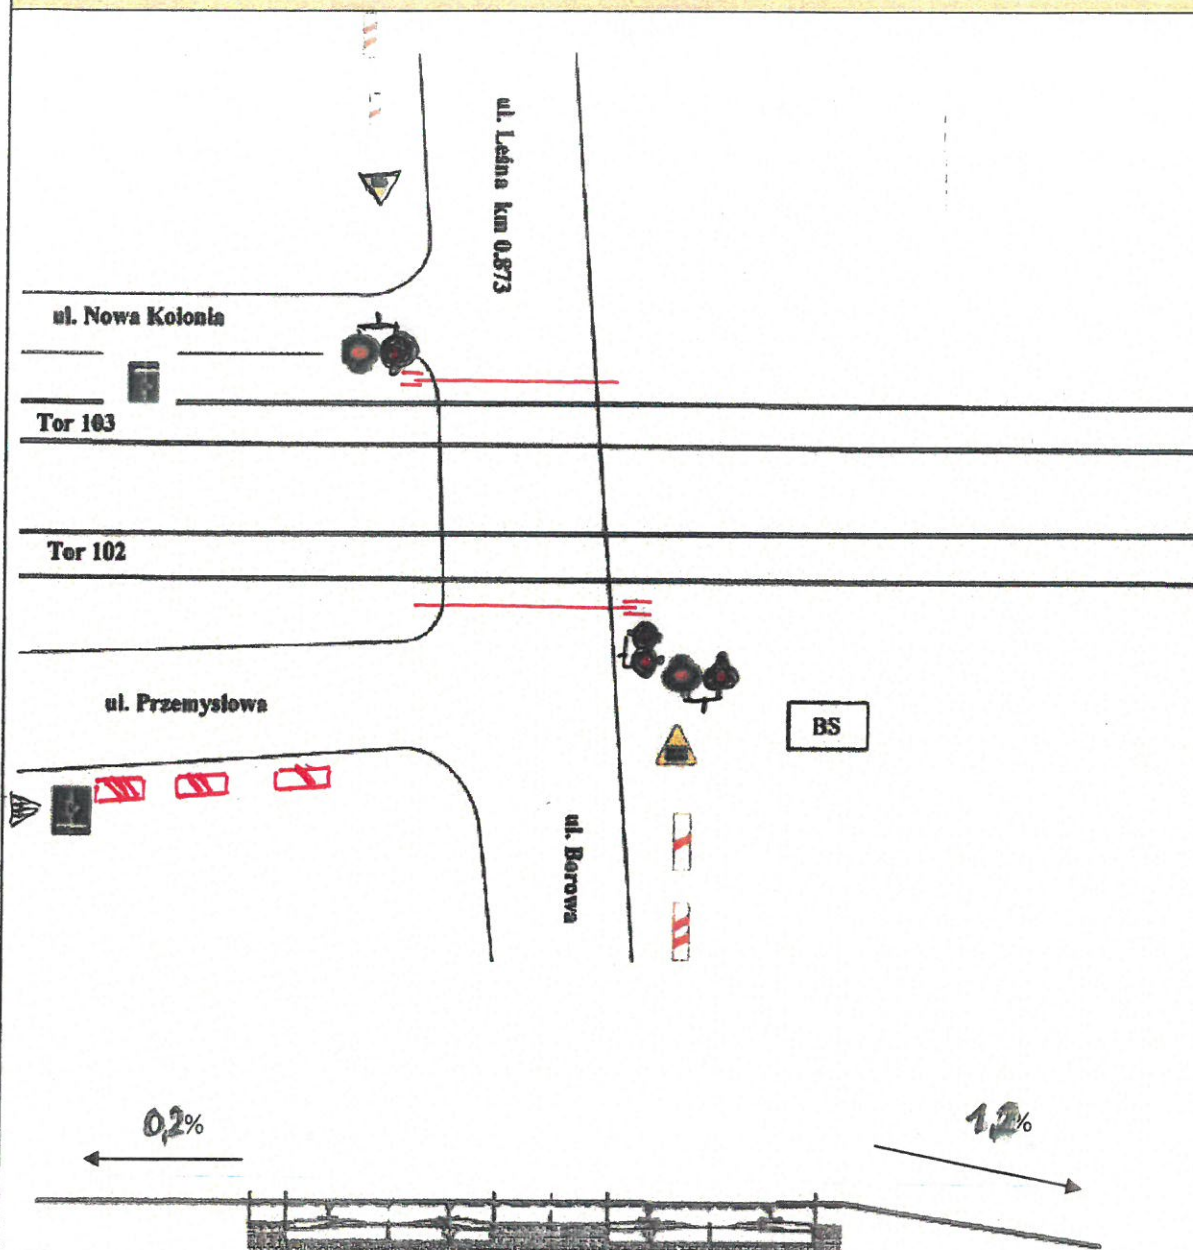 ul. Leśna km 0.873
ul. Nowa Kolonia
Tor 103
Tor 102
ul. Przemysłowa
BS
ul. Borowa
0,2%
1,2%